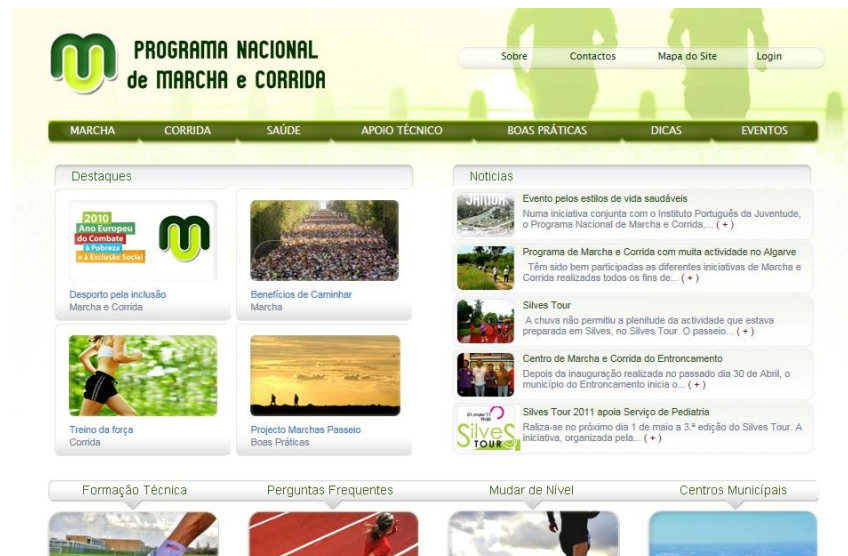 PROGRAMA NACIONAL
de MARCHA e CORRIDA
Sobre Contactos Mapa do Site Login
MARCHA CORRIDA SAÚDE APOIO TÉCNICO BOAS PRÁTICAS DICAS EVENTOS
Destaques
2010
Ano Europeu
do Combate
à Pobreza
e à Exclusão Social
Desporto pela inclusão
Marcha e Corrida
Benefícios de Caminhar
Marcha
Treino da força
Corrida
Projecto Marchas Passeio
Boas Práticas
Noticias
JAMOR
Evento pelos estilos de vida saudáveis
Numa iniciativa conjunta com o Instituto Português da Juventude,
o Programa Nacional de Marcha e Corrida,... ( + )
Programa de Marcha e Corrida com muita actividade no Algarve
Têm sido bem participadas as diferentes iniciativas de Marcha e
Corrida realizadas todos os fins de... ( + )
Silves Tour
A chuva não permitiu a plenitude da actividade que estava
preparada em Silves, no Silves Tour. O passeio... ( + )
Centro de Marcha e Corrida do Entroncamento
Depois da inauguração realizada no passado dia 30 de Abril, o
município do Entroncamento inicia o... ( + )
SilveS
TOUR
Silves Tour 2011 apoia Serviço de Pediatria
Raliza-se no próximo dia 1 de maio a 3.ª edição do Silves Tour. A
iniciativa, organizada pela... ( + )
Formação Técnica Perguntas Frequentes Mudar de Nível Centros Municípais